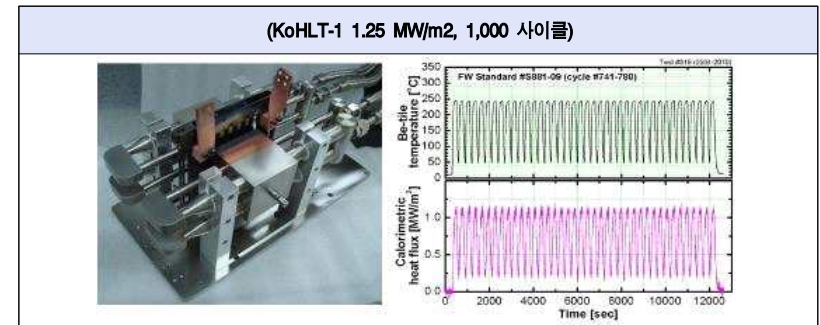 (KoHLT-1 1.25 MW/m2, 1,000 사이클)
FW Standard #S881-09 (cycle #741-780)
350
300
250
200
150
100
50
0
Be-tile
temperature [°C]
1.0
0.5
0.0
Calorimetric
heat flux [MW/m²]
0 2000 4000 6000 8000 10000 12000
Time [sec]